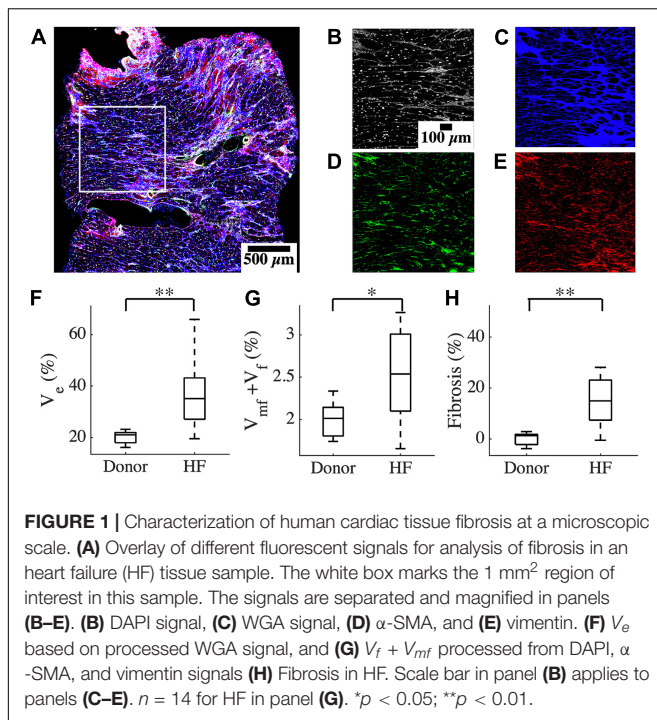 A
B
C
100 µm
D
E
500 µm
F
**
G
*
H
**
V_e (%)
60
40
20
Donor
HF
V_mf +V_f (%)
3
2.5
2
Donor
HF
Fibrosis (%)
40
20
0
Donor
HF
FIGURE 1 | Characterization of human cardiac tissue fibrosis at a microscopic
scale. (A) Overlay of different fluorescent signals for analysis of fibrosis in an
heart failure (HF) tissue sample. The white box marks the 1 mm² region of
interest in this sample. The signals are separated and magnified in panels
(B–E). (B) DAPI signal, (C) WGA signal, (D) α-SMA, and (E) vimentin. (F) V_e
based on processed WGA signal, and (G) V_f + V_mf processed from DAPI, α
-SMA, and vimentin signals (H) Fibrosis in HF. Scale bar in panel (B) applies to
panels (C–E). n = 14 for HF in panel (G). *p < 0.05; **p < 0.01.